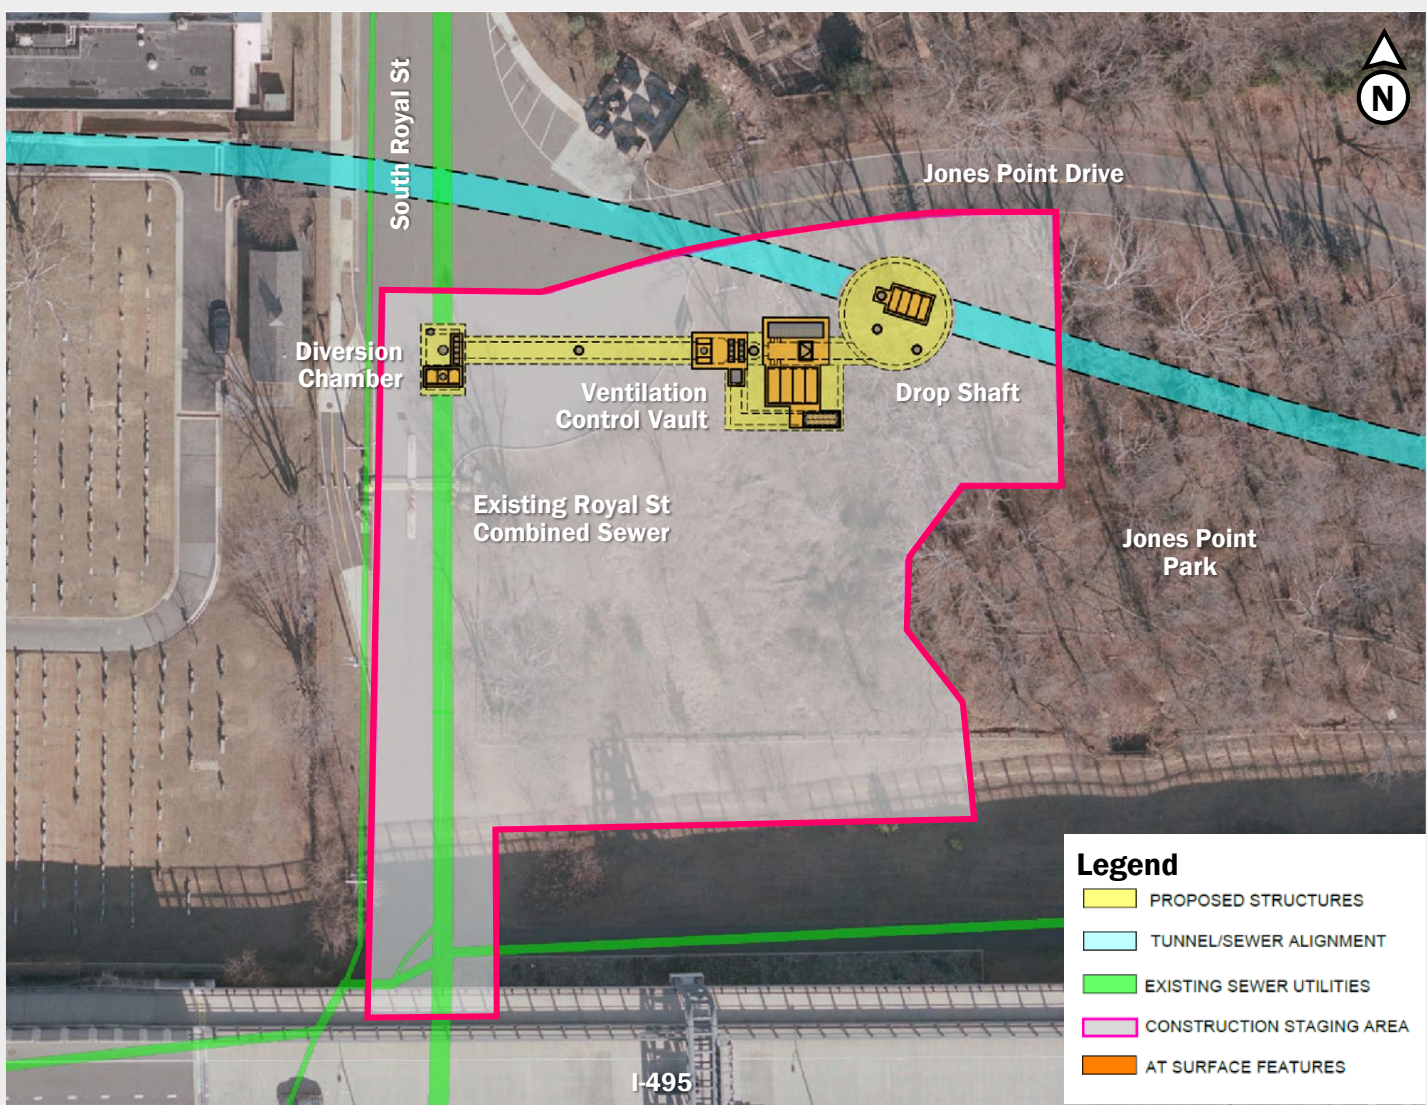 N
South Royal St
Jones Point Drive
Diversion
Chamber
Ventilation
Control Vault
Drop Shaft
Existing Royal St
Combined Sewer
Jones Point
Park
I-495
Legend
PROPOSED STRUCTURES
TUNNEL/SEWER ALIGNMENT
EXISTING SEWER UTILITIES
CONSTRUCTION STAGING AREA
AT SURFACE FEATURES